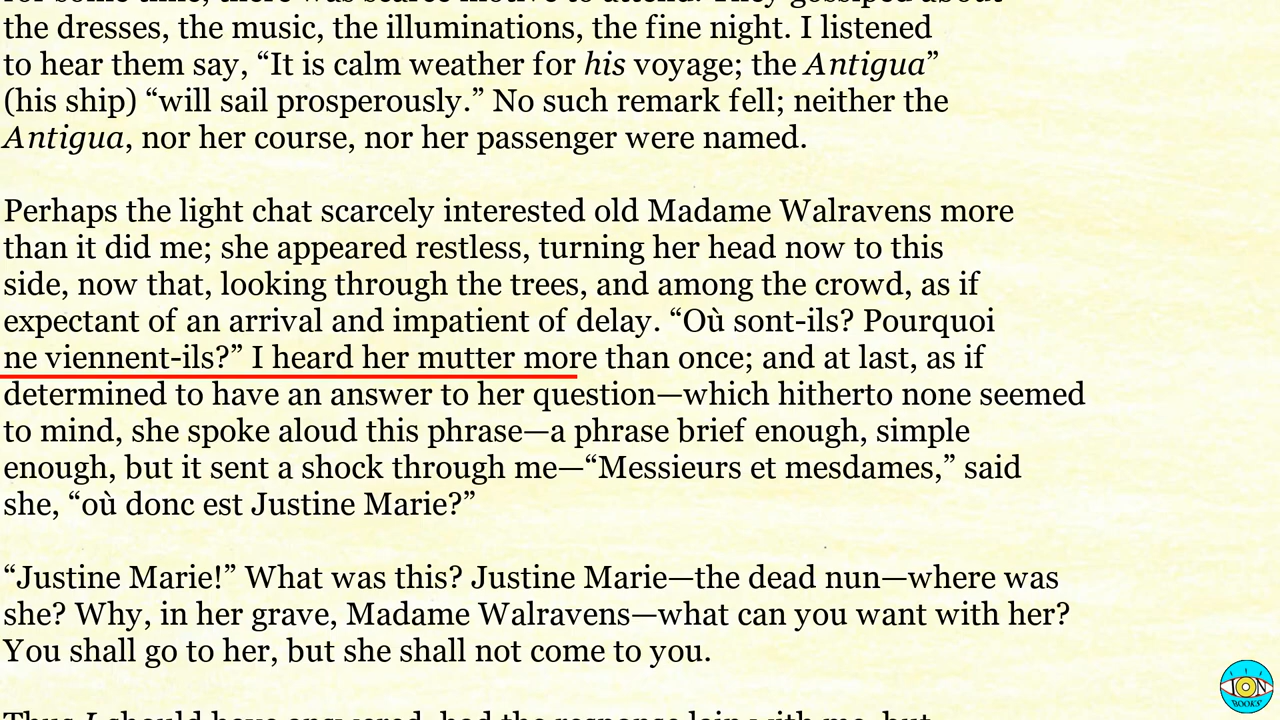 the dresses, the music, the illuminations, the fine night. I listened
to hear them say, “It is calm weather for his voyage; the Antigua”
(his ship) “will sail prosperously.” No such remark fell; neither the
Antigua, nor her course, nor her passenger were named.
Perhaps the light chat scarcely interested old Madame Walravens more
than it did me; she appeared restless, turning her head now to this
side, now that, looking through the trees, and among the crowd, as if
expectant of an arrival and impatient of delay. “Où sont-ils? Pourquoi
ne viennent-ils?” I heard her mutter more than once; and at last, as if
determined to have an answer to her question—which hitherto none seemed
to mind, she spoke aloud this phrase—a phrase brief enough, simple
enough, but it sent a shock through me—“Messieurs et mesdames,” said
she, “où donc est Justine Marie?”
“Justine Marie!” What was this? Justine Marie—the dead nun—where was
she? Why, in her grave, Madame Walravens—what can you want with her?
You shall go to her, but she shall not come to you.
ION
BOOKS